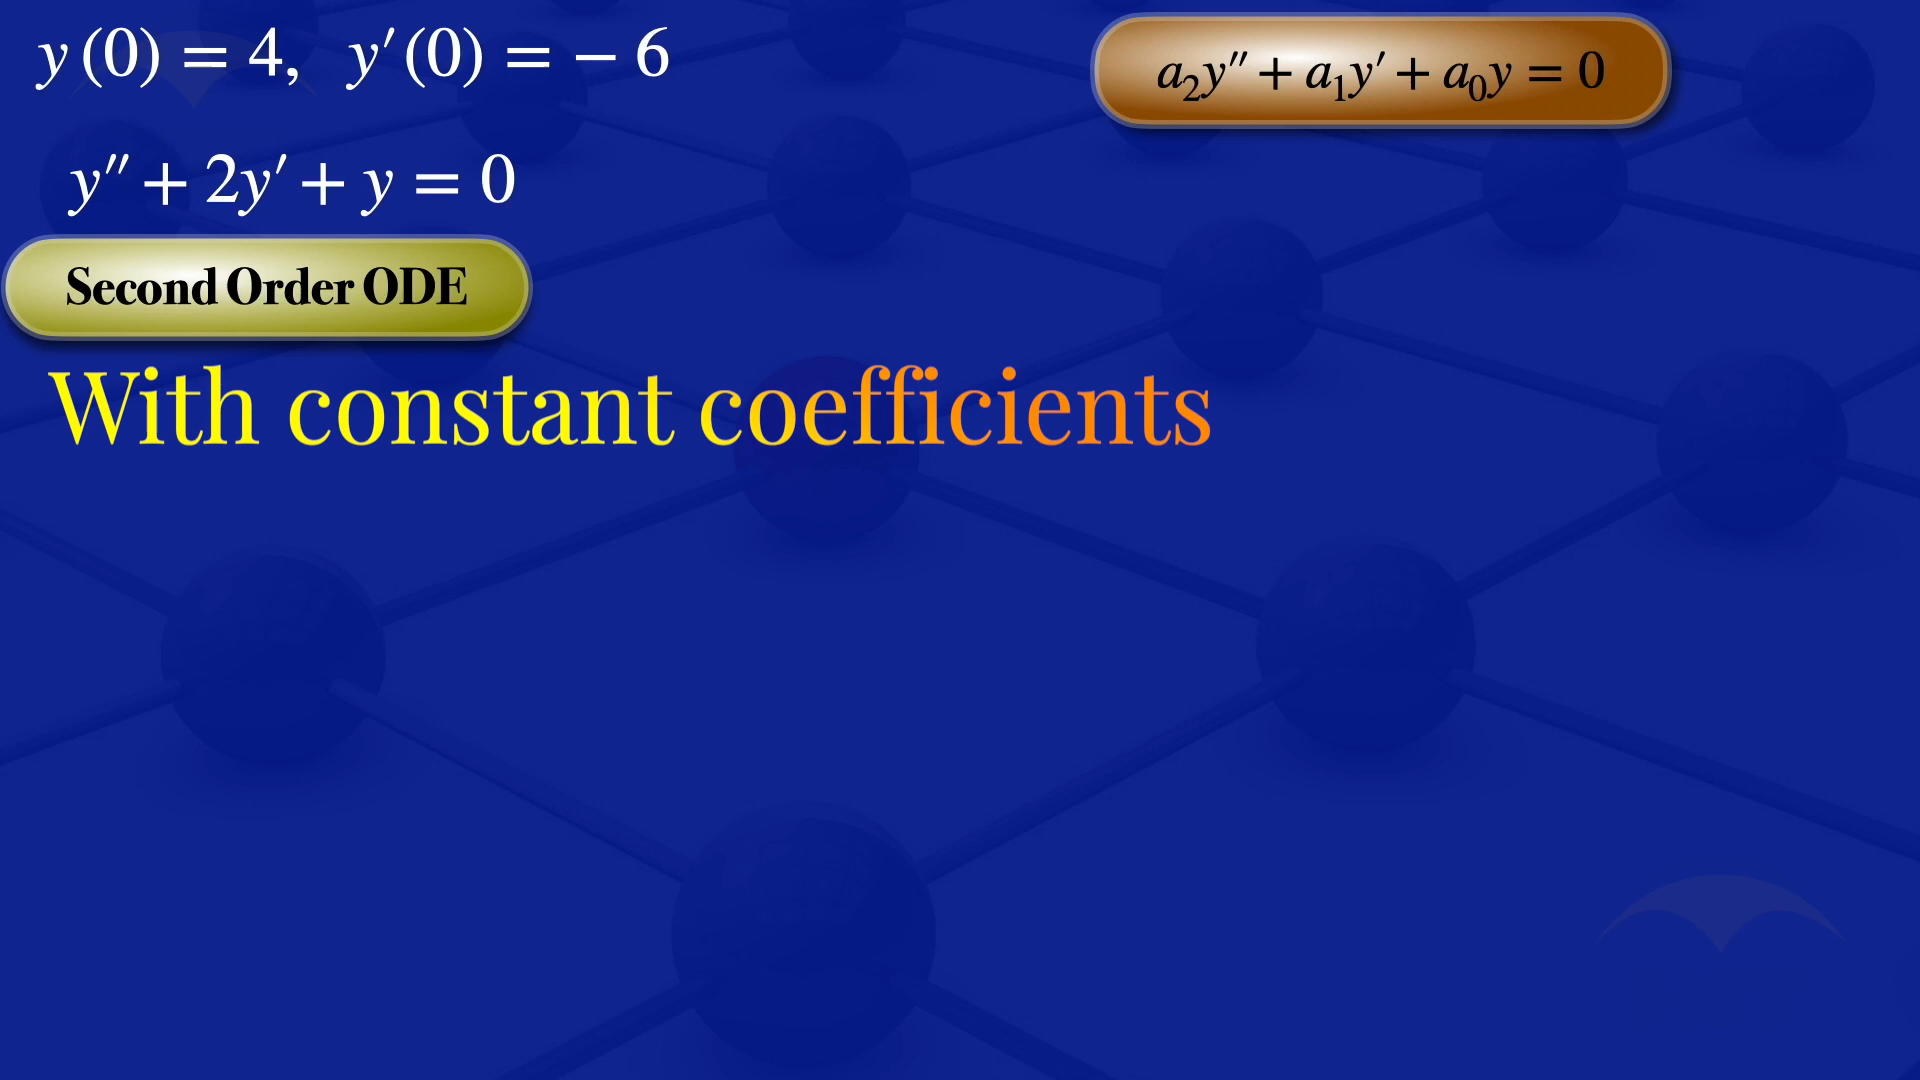 y (0) = 4, y′(0) = − 6
a₂y″ + a₁y′ + a₀y = 0
y″ + 2y′ + y = 0
Second Order ODE
With constant coefficients